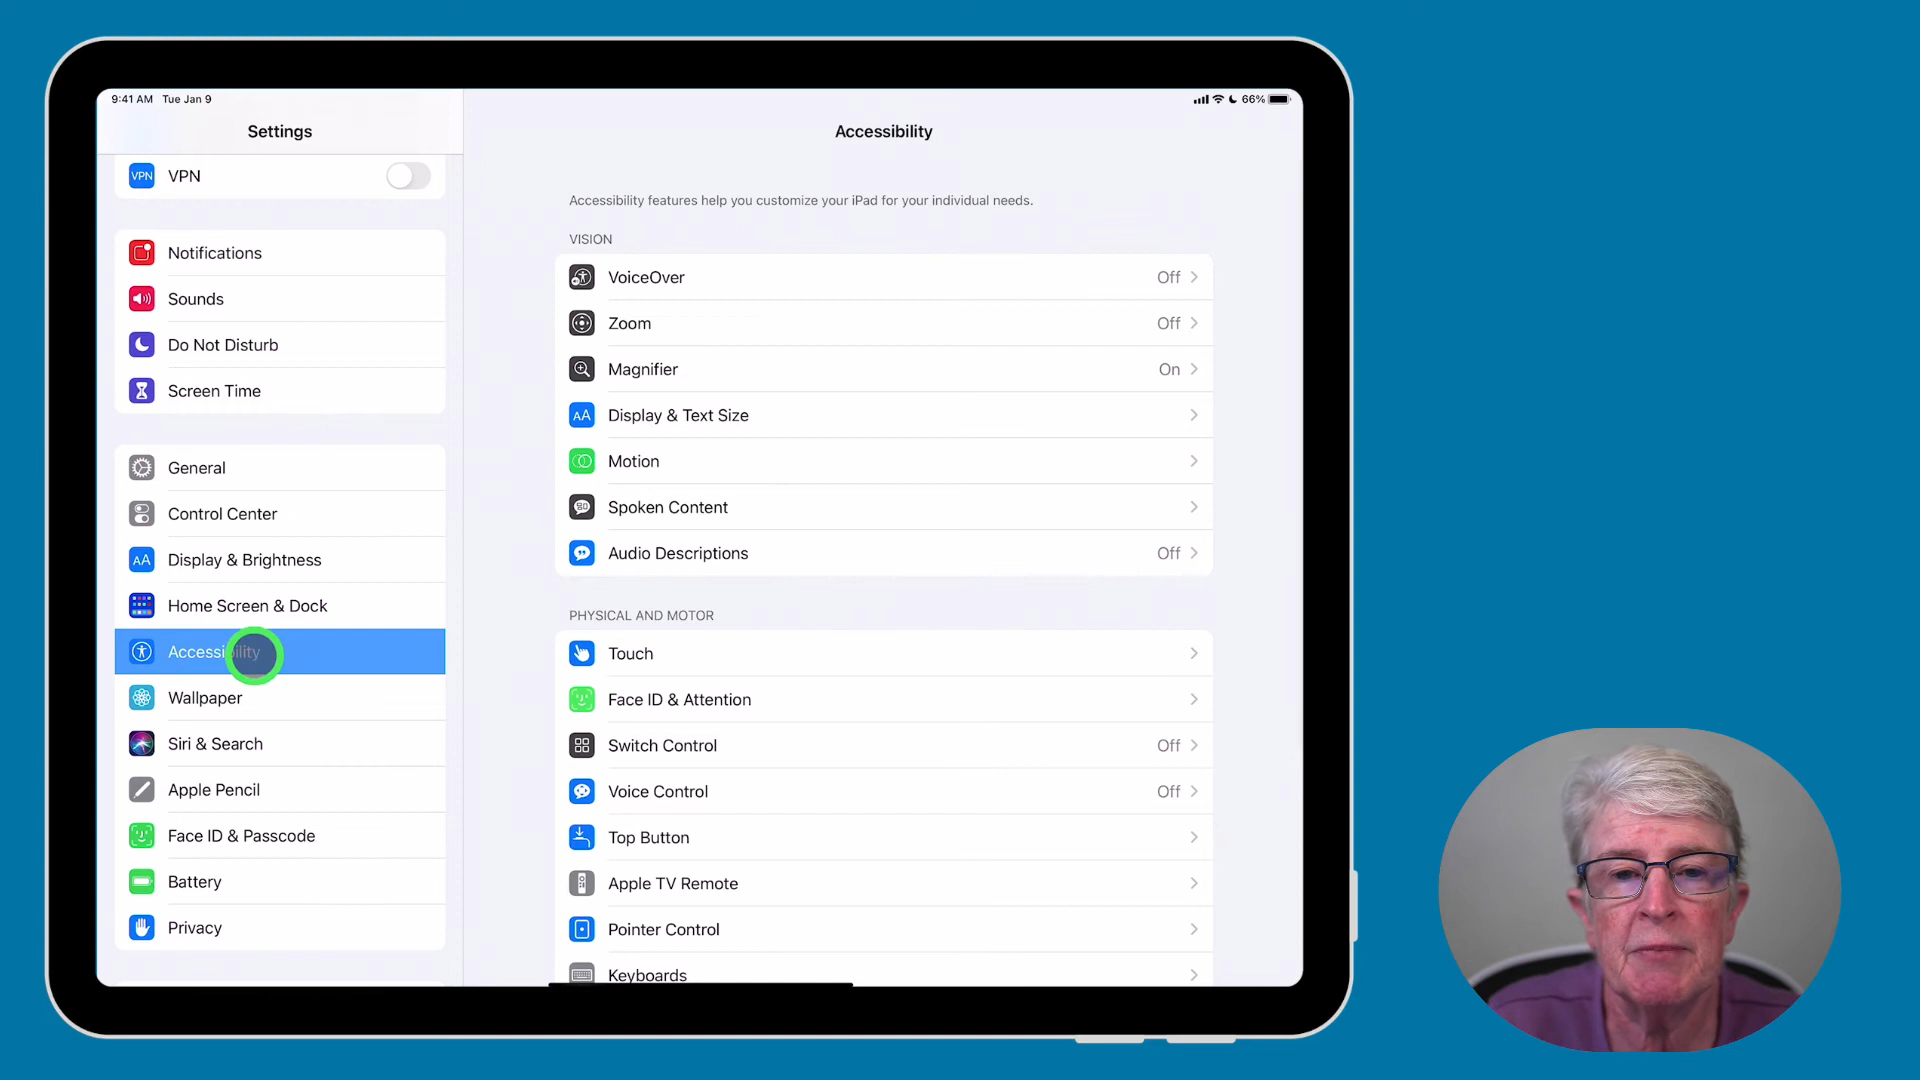 9:41 AM Tue Jan 9
66%
Settings
VPN VPN
Notifications
Sounds
Do Not Disturb
Screen Time
General
Control Center
AA Display & Brightness
Home Screen & Dock
Accessibility
Wallpaper
Siri & Search
Apple Pencil
Face ID & Passcode
Battery
Privacy
Accessibility
Accessibility features help you customize your iPad for your individual needs.
VISION
VoiceOver Off
Zoom Off
Magnifier On
AA Display & Text Size
Motion
Spoken Content
Audio Descriptions Off
PHYSICAL AND MOTOR
Touch
Face ID & Attention
Switch Control Off
Voice Control Off
Top Button
Apple TV Remote
Pointer Control
Keyboards